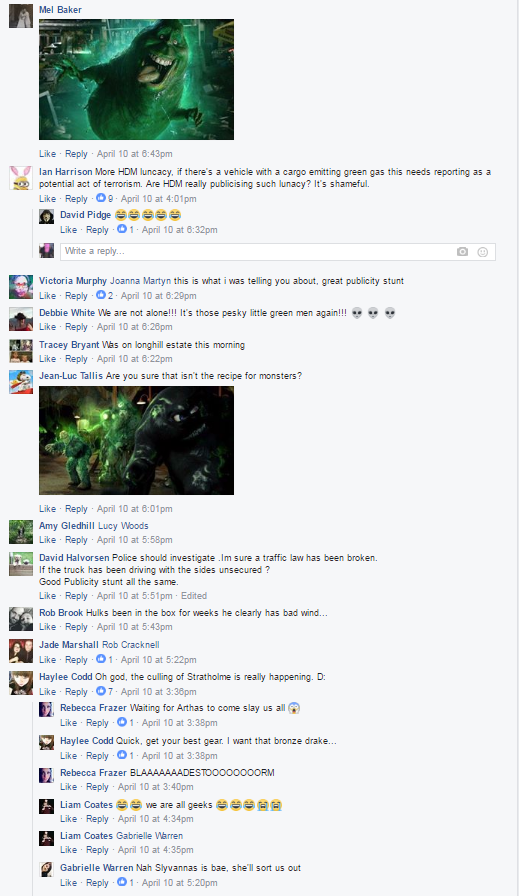 Mel Baker
Like · Reply · April 10 at 6:43pm
Ian Harrison More HDM luncacy, if there's a vehicle with a cargo emitting green gas this needs reporting as a
potential act of terrorism. Are HDM really publicising such lunacy? It's shameful.
Like · Reply · 9 · April 10 at 4:01pm
David Pidge 😂😂😂😂😂
Like · Reply · 1 · April 10 at 6:32pm
Write a reply...
Victoria Murphy Joanna Martyn this is what i was telling you about, great publicity stunt
Like · Reply · 2 · April 10 at 6:29pm
Debbie White We are not alone!!! It's those pesky little green men again!!! 👽 👽 👽
Like · Reply · April 10 at 6:26pm
Tracey Bryant Was on longhill estate this morning
Like · Reply · April 10 at 6:22pm
Jean-Luc Tallis Are you sure that isn't the recipe for monsters?
Like · Reply · April 10 at 6:01pm
Amy Gledhill Lucy Woods
Like · Reply · April 10 at 5:58pm
David Halvorsen Police should investigate .Im sure a traffic law has been broken.
If the truck has been driving with the sides unsecured ?
Good Publicity stunt all the same.
Like · Reply · April 10 at 5:51pm · Edited
Rob Brook Hulks been in the box for weeks he clearly has bad wind...
Like · Reply · April 10 at 5:43pm
Jade Marshall Rob Cracknell
Like · Reply · 1 · April 10 at 5:22pm
Haylee Codd Oh god, the culling of Stratholme is really happening. D:
Like · Reply · 7 · April 10 at 3:36pm
Rebecca Frazer Waiting for Arthas to come slay us all 😱
Like · Reply · 1 · April 10 at 3:38pm
Haylee Codd Quick, get your best gear. I want that bronze drake...
Like · Reply · 1 · April 10 at 3:38pm
Rebecca Frazer BLAAAAAAADESTOOOOOOOORM
Like · Reply · April 10 at 3:40pm
Liam Coates 😂😂 we are all geeks 😂😂😂😭😭
Like · Reply · April 10 at 4:34pm
Liam Coates Gabrielle Warren
Like · Reply · April 10 at 4:35pm
Gabrielle Warren Nah Slyvannas is bae, she'll sort us out
Like · Reply · 1 · April 10 at 5:20pm